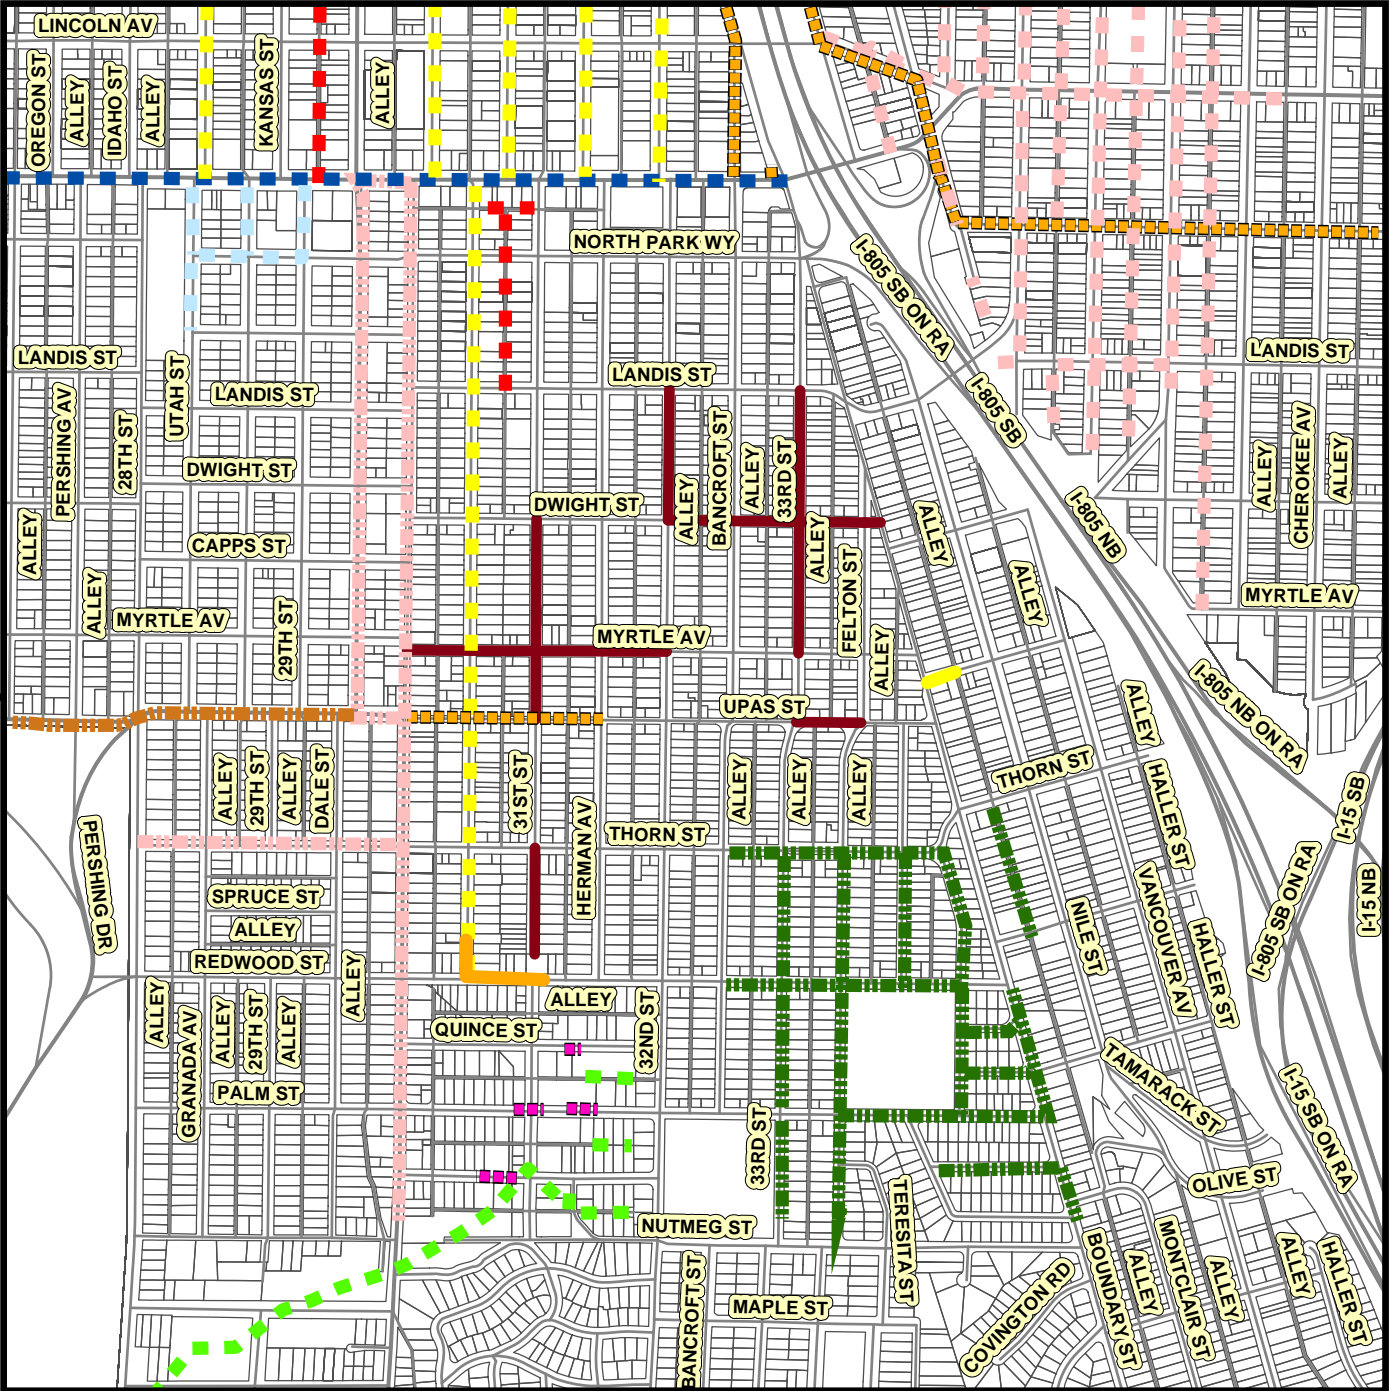 LINCOLN AV
OREGON ST
ALLEY
IDAHO ST
ALLEY
KANSAS ST
ALLEY
NORTH PARK WY
I-805 SB ON RA
LANDIS ST
LANDIS ST
LANDIS ST
LANDIS ST
UTAH ST
PERSHING AV
28TH ST
I-805 SB
BANCROFT ST
ALLEY
33RD ST
ALLEY
CHEROKEE AV
ALLEY
ALLEY
DWIGHT ST
DWIGHT ST
ALLEY
I-805 NB
ALLEY
CAPPS ST
ALLEY
ALLEY
FELTON ST
ALLEY
ALLEY
MYRTLE AV
MYRTLE AV
MYRTLE AV
29TH ST
ALLEY
I-805 NB ON RA
ALLEY
UPAS ST
ALLEY
29TH ST
ALLEY
DALE ST
31ST ST
ALLEY
ALLEY
ALLEY
THORN ST
HALLER ST
I-15 SB
HERMAN AV
THORN ST
PERSHING DR
SPRUCE ST
ALLEY
REDWOOD ST
NILE ST
VANCOUVER AV
HALLER ST
I-805 SB ON RA
I-15 NB
ALLEY
ALLEY
GRANADA AV
ALLEY
29TH ST
ALLEY
ALLEY
QUINCE ST
32ND ST
PALM ST
TAMARACK ST
I-15 SB ON RA
33RD ST
OLIVE ST
TERESITA ST
NUTMEG ST
BOUNDARY ST
ALLEY
MONTCLAIR ST
ALLEY
ALLEY
HALLER ST
BANCROFT ST
MAPLE ST
COVINGTON RD